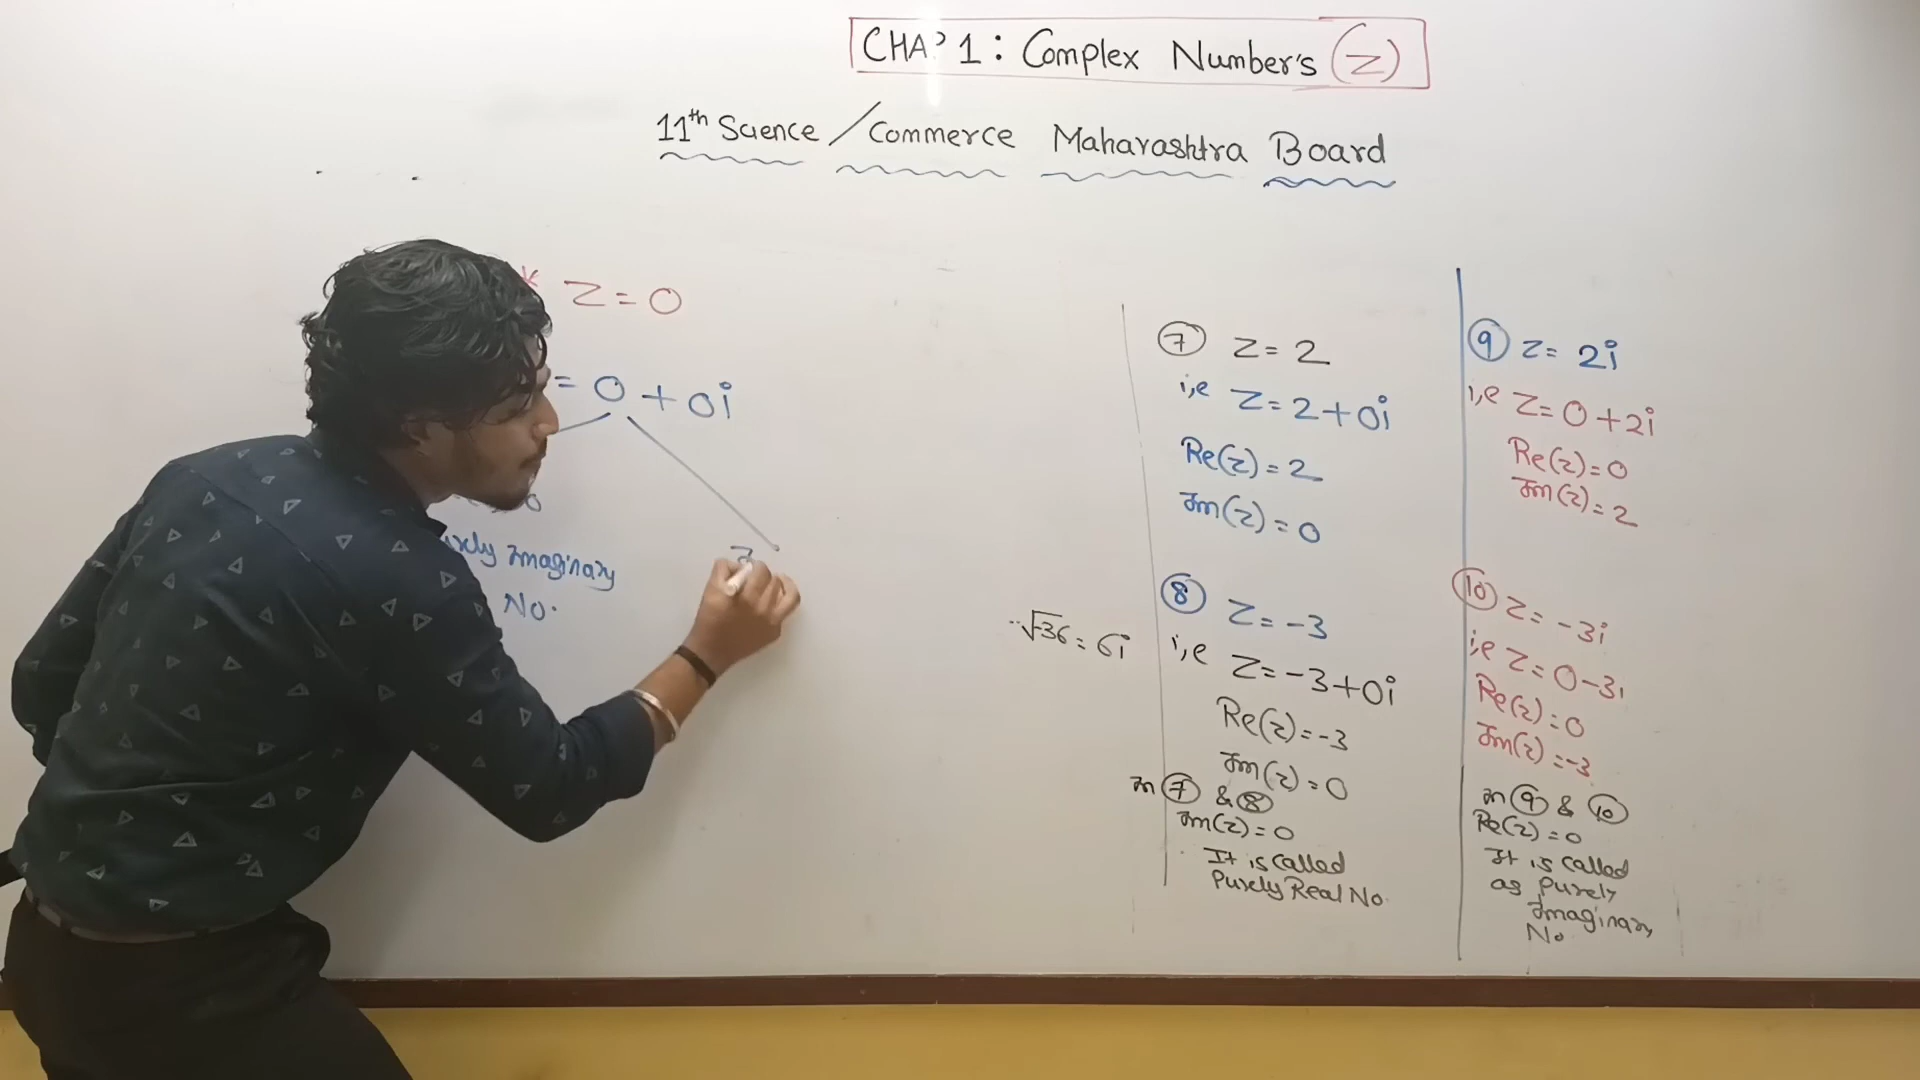 CHAP 1 : Complex Number's (z)
11th Science / Commerce Maharashtra Board
* Z = 0
= 0 + 0i
0
rely Imaginary
No.
√-36 = 6i
7 Z = 2
i,e Z = 2 + 0i
Re(z) = 2
Im(z) = 0
8 Z = -3
i,e Z = -3 + 0i
Re(z) = -3
Im(z) = 0
In 7 & 8
Im(z) = 0
It is called
Purely Real No.
9 Z = 2i
i,e Z = 0 + 2i
Re(z) = 0
Im(z) = 2
10 Z = -3i
i,e Z = 0 - 3i
Re(z) = 0
Im(z) = -3
In 9 & 10
Re(z) = 0
It is called
as Purely
Imaginary
No